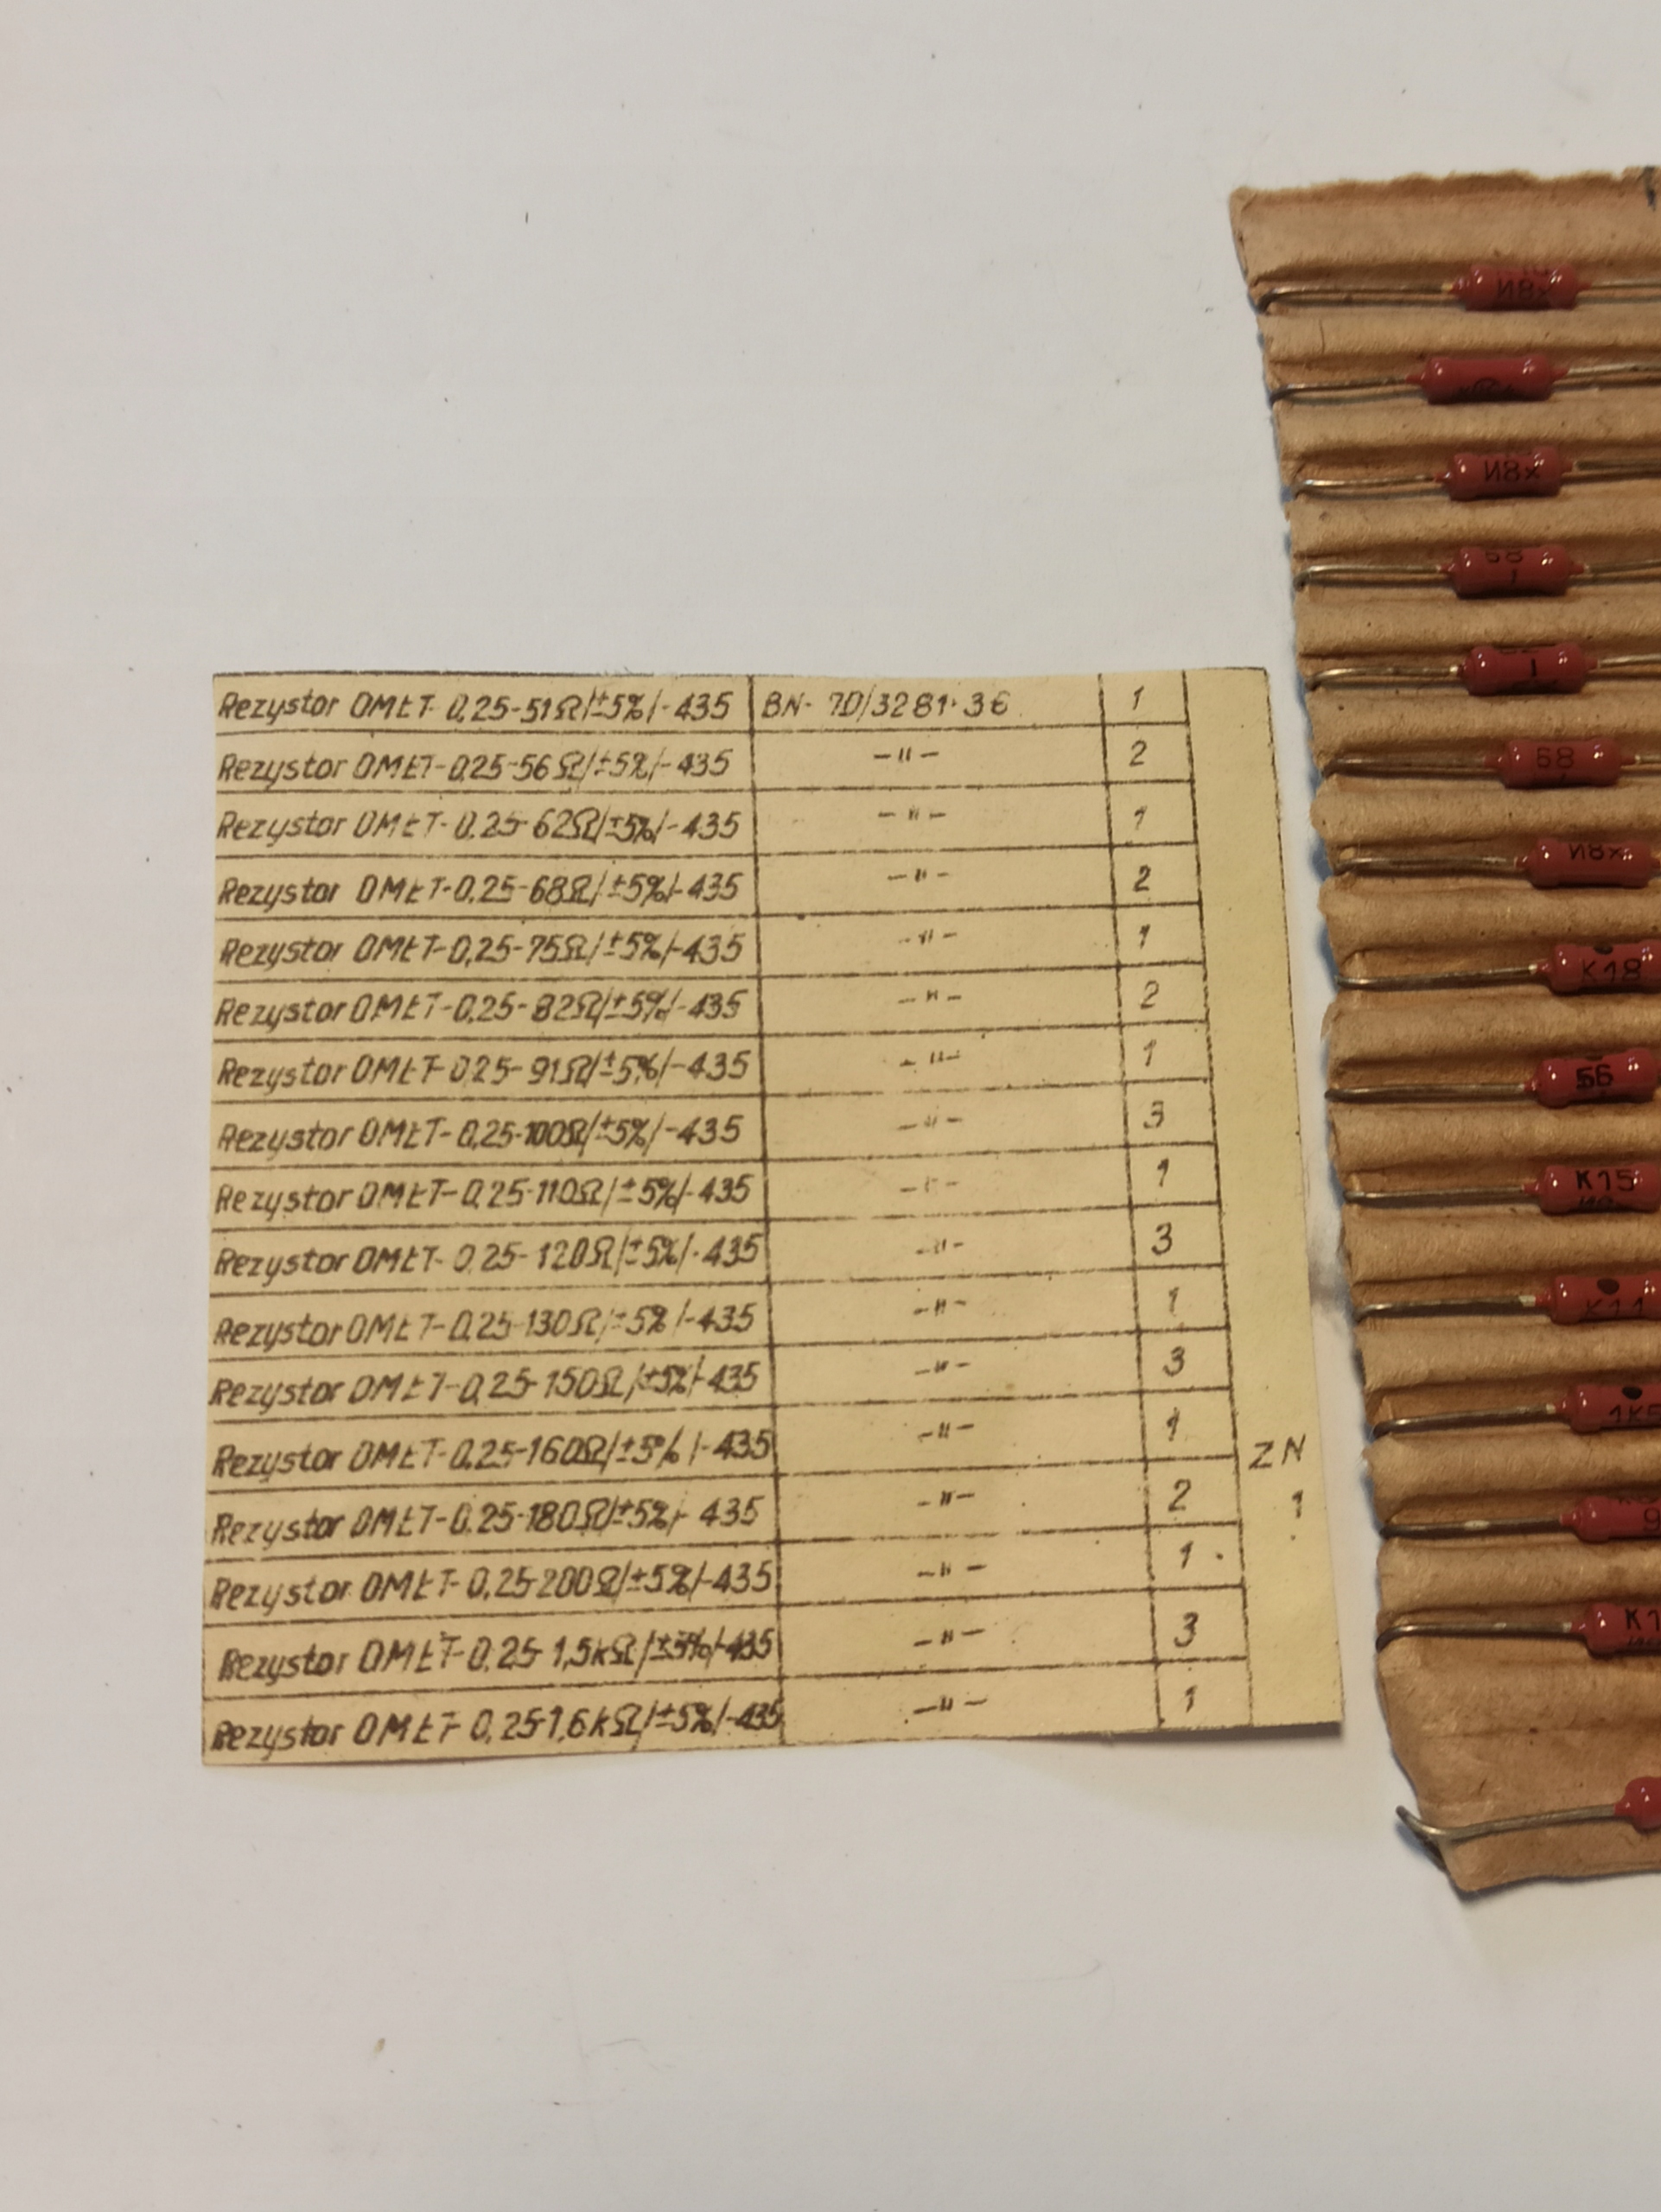 Rezystor OMŁT-0,25-51Ω/±5%/-435 BN-70/3281-36 1
Rezystor OMŁT-0,25-56Ω/±5%/-435 -"- 2
Rezystor OMŁT-0,25-62Ω/±5%/-435 -"- 1
Rezystor OMŁT-0,25-68Ω/±5%/-435 -"- 2
Rezystor OMŁT-0,25-75Ω/±5%/-435 -"- 1
Rezystor OMŁT-0,25-82Ω/±5%/-435 -"- 2
Rezystor OMŁT-0,25-91Ω/±5%/-435 -"- 1
Rezystor OMŁT-0,25-100Ω/±5%/-435 -"- 3
Rezystor OMŁT-0,25-110Ω/±5%/-435 -"- 1
Rezystor OMŁT-0,25-120Ω/±5%/-435 -"- 3
Rezystor OMŁT-0,25-130Ω/±5%/-435 -"- 1
Rezystor OMŁT-0,25-150Ω/±5%/-435 -"- 3
Rezystor OMŁT-0,25-160Ω/±5%/-435 -"- 1
ZN
Rezystor OMŁT-0,25-180Ω/±5%/-435 -"- 2 1
Rezystor OMŁT-0,25-200Ω/±5%/-435 -"- 1
Rezystor OMŁT-0,25-1,5kΩ/±5%/-435 -"- 3
Rezystor OMŁT-0,25-1,6kΩ/±5%/-435 -"- 1
И8x
И8x
68
68
И8x
K18
56
K15
K11